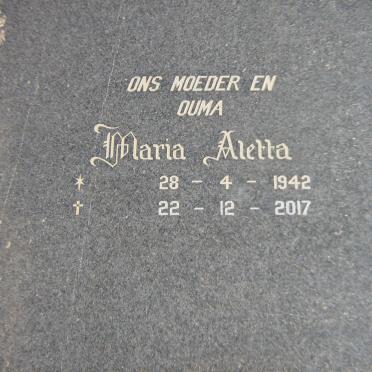 ONS MOEDER EN
OUMA
Maria Aletta
* 28 - 4 - 1942
† 22 - 12 - 2017